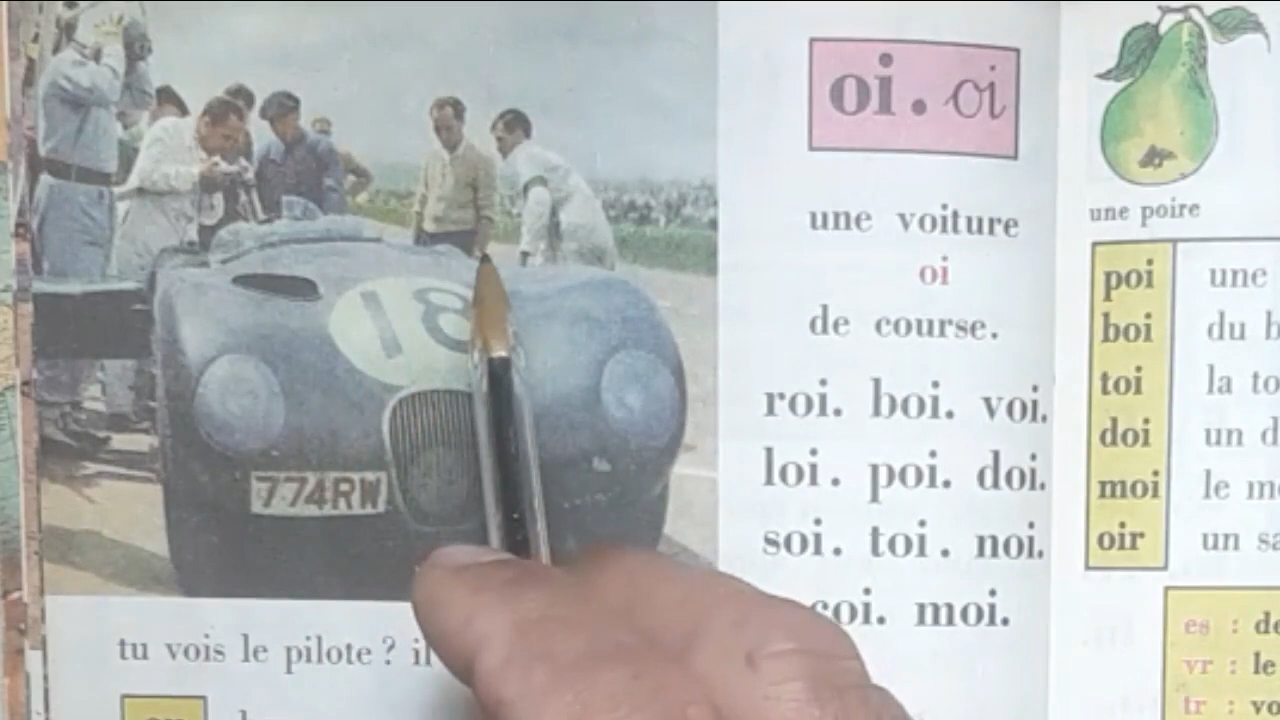 18
774RW
tu vois le pilote ?
oi . oi
une voiture
oi
de course.
roi. boi. voi.
loi. poi. doi.
soi. toi. noi.
coi. moi.
une poire
poi une
boi du
toi la
doi un
moi le
oir un
es :
vr : le
tr :